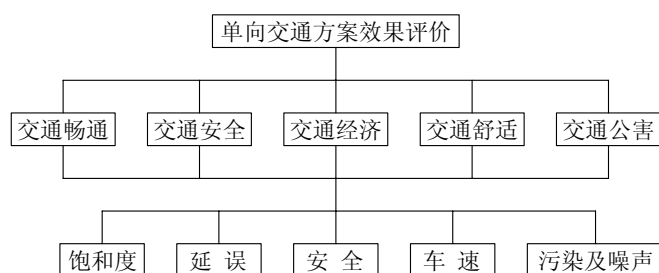 单向交通方案效果评价
交通畅通 交通安全 交通经济 交通舒适 交通公害
饱和度 延 误 安 全 车 速 污染及噪声